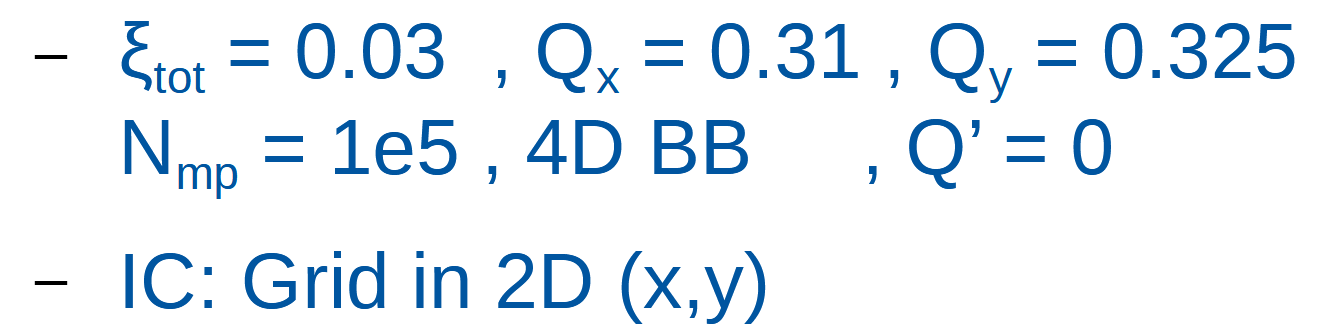 – ξtot = 0.03 , Qx = 0.31 , Qy = 0.325
Nmp = 1e5 , 4D BB , Q’ = 0
– IC: Grid in 2D (x,y)